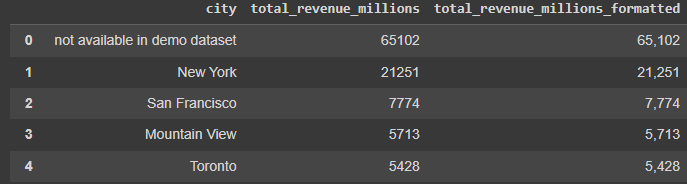 city total_revenue_millions total_revenue_millions_formatted
0 not available in demo dataset 65102 65,102
1 New York 21251 21,251
2 San Francisco 7774 7,774
3 Mountain View 5713 5,713
4 Toronto 5428 5,428